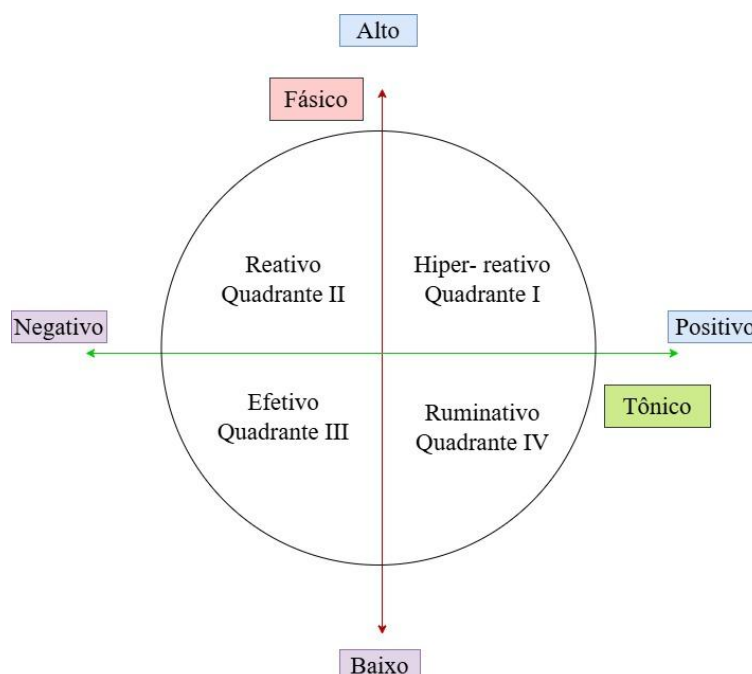 Alto
Fásico
Reativo
Quadrante II
Hiper- reativo
Quadrante I
Negativo
Positivo
Tônico
Efetivo
Quadrante III
Ruminativo
Quadrante IV
Baixo